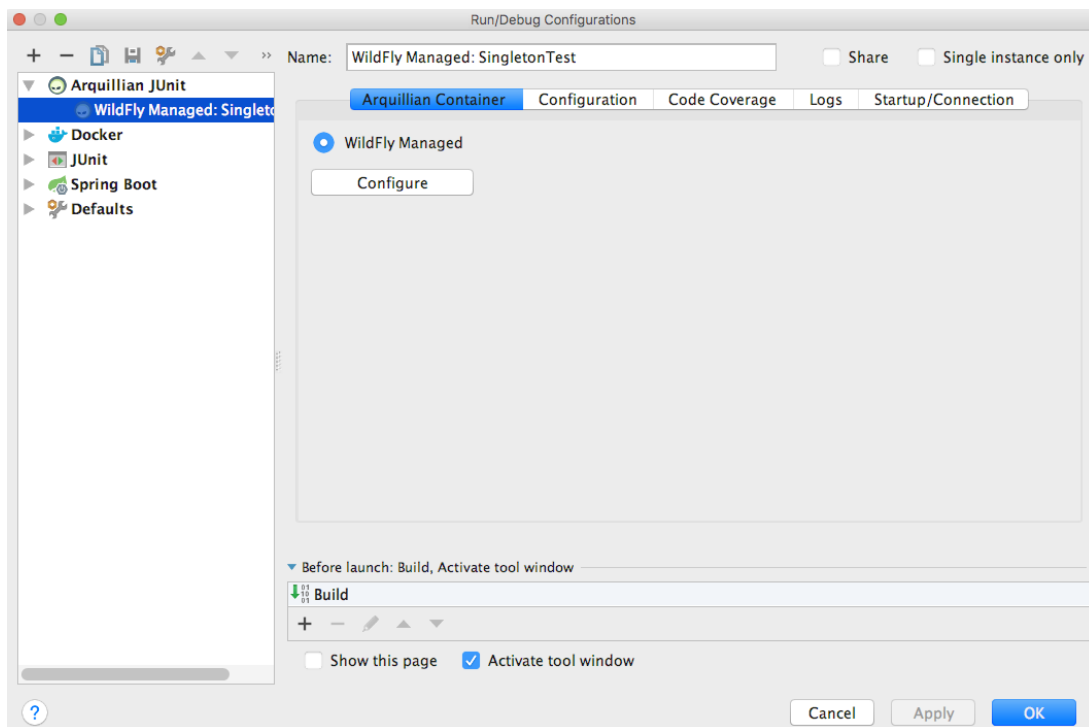 Run/Debug Configurations
Name: WildFly Managed: SingletonTest Share Single instance only
Arquillian JUnit
WildFly Managed: Singlet
Docker
JUnit
Spring Boot
Defaults
Arquillian Container Configuration Code Coverage Logs Startup/Connection
WildFly Managed
Configure
Before launch: Build, Activate tool window
Build
Show this page Activate tool window
? Cancel Apply OK